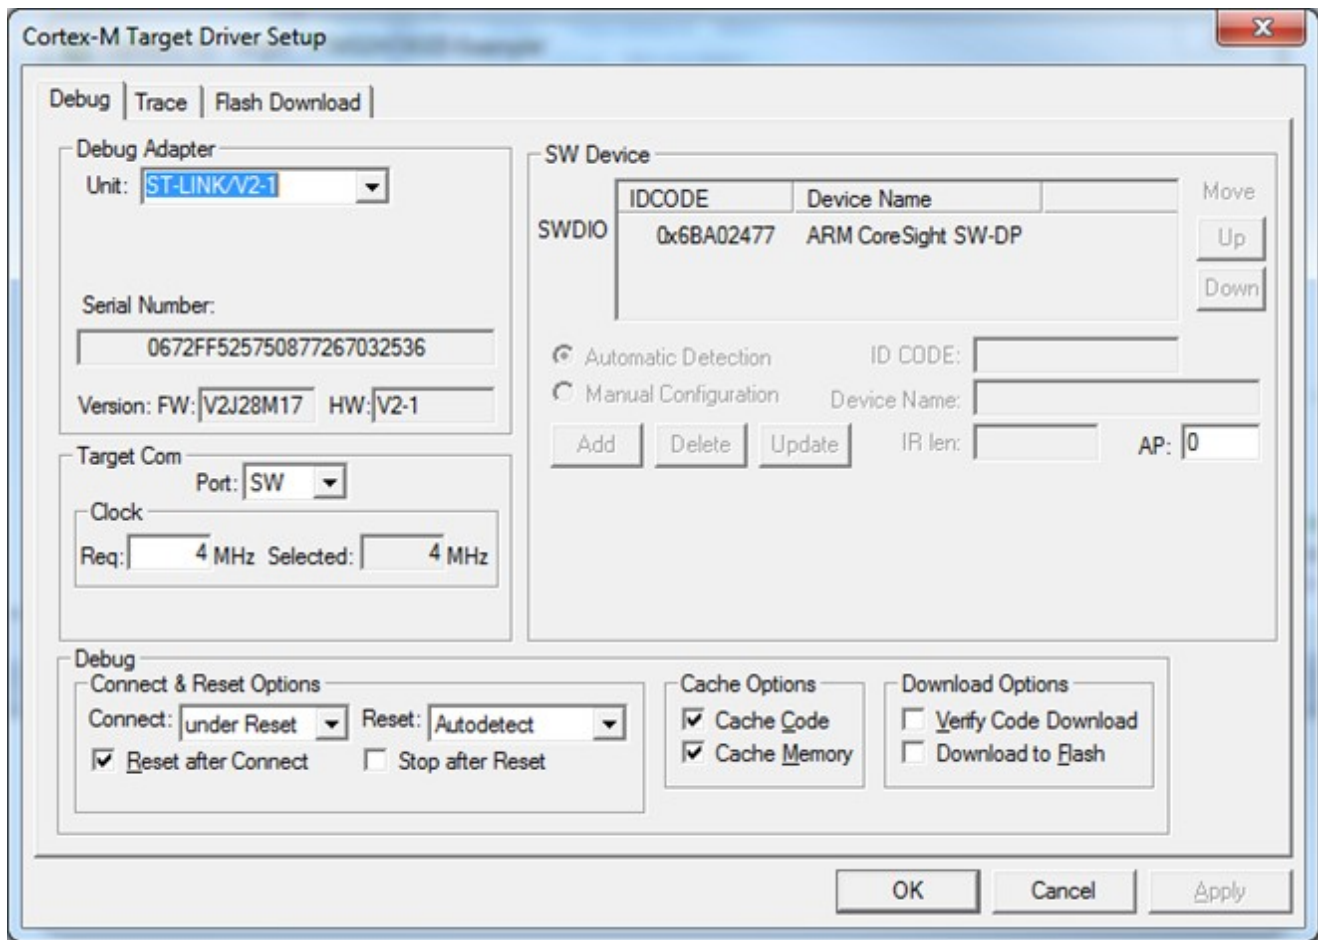 Cortex-M Target Driver Setup
Debug Trace Flash Download
Debug Adapter
Unit: ST-LINK/V2-1
Serial Number:
0672FF525750877267032536
Version: FW: V2J28M17 HW: V2-1
Target Com
Port: SW
Clock
Req: 4 MHz Selected: 4 MHz
SW Device
IDCODE Device Name
SWDIO 0x6BA02477 ARM CoreSight SW-DP
Move
Up
Down
Automatic Detection ID CODE:
Manual Configuration Device Name:
Add Delete Update IR len: AP: 0
Debug
Connect & Reset Options
Connect: under Reset Reset: Autodetect
Reset after Connect Stop after Reset
Cache Options
Cache Code
Cache Memory
Download Options
Verify Code Download
Download to Flash
OK Cancel Apply